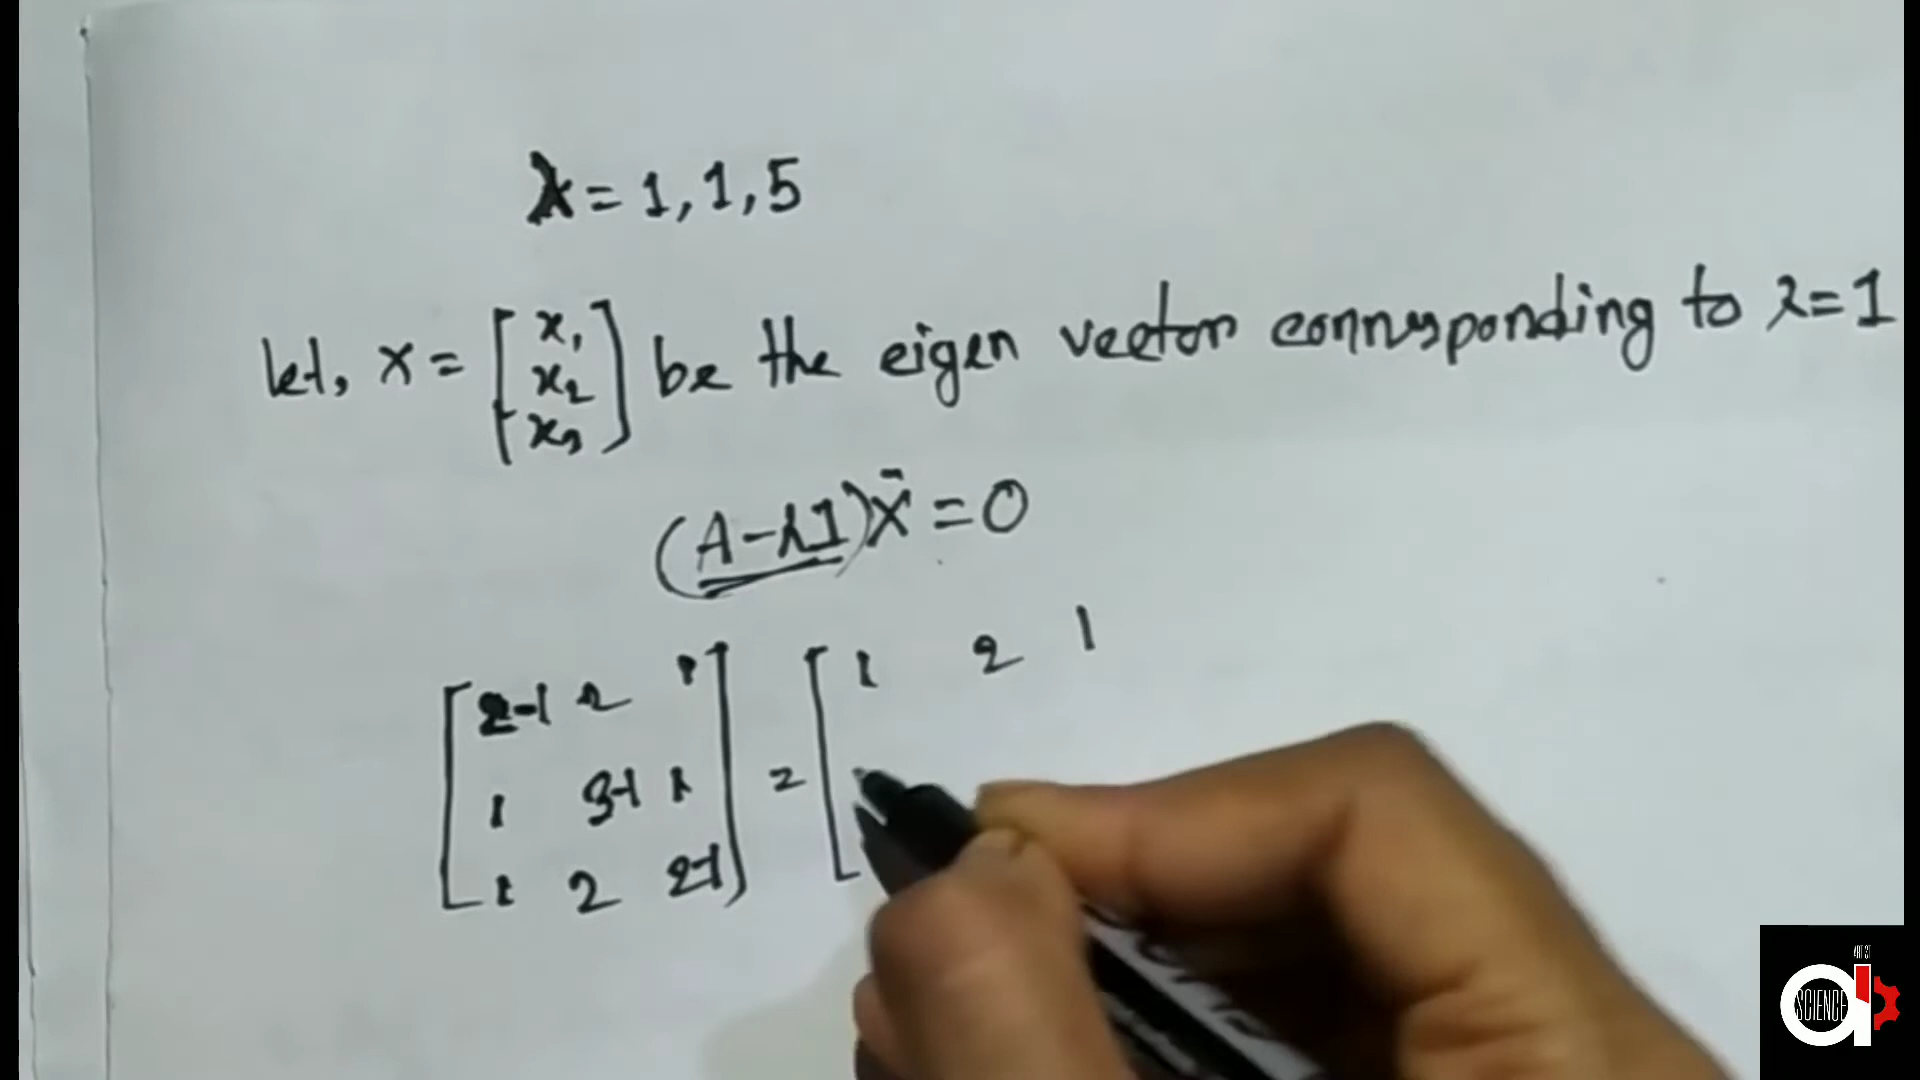 λ = 1, 1, 5
let, x = [x₁ x₂ x₃] be the eigen vector corresponding to λ = 1
(A-λI)x̄ = 0
[2-1 2 1
1 3-1 1
1 2 2-1] = [1 2 1
SCIENCE